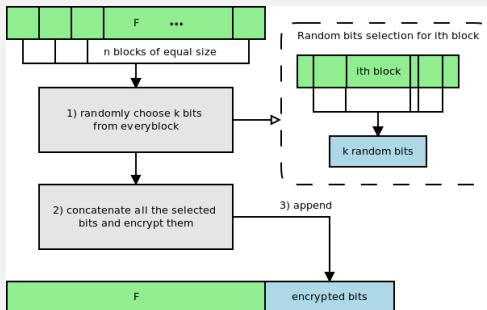 F ...
n blocks of equal size
Random bits selection for ith block
ith block
k random bits
1) randomly choose k bits
from everyblock
2) concatenate all the selected
bits and encrypt them
3) append
F
encrypted bits